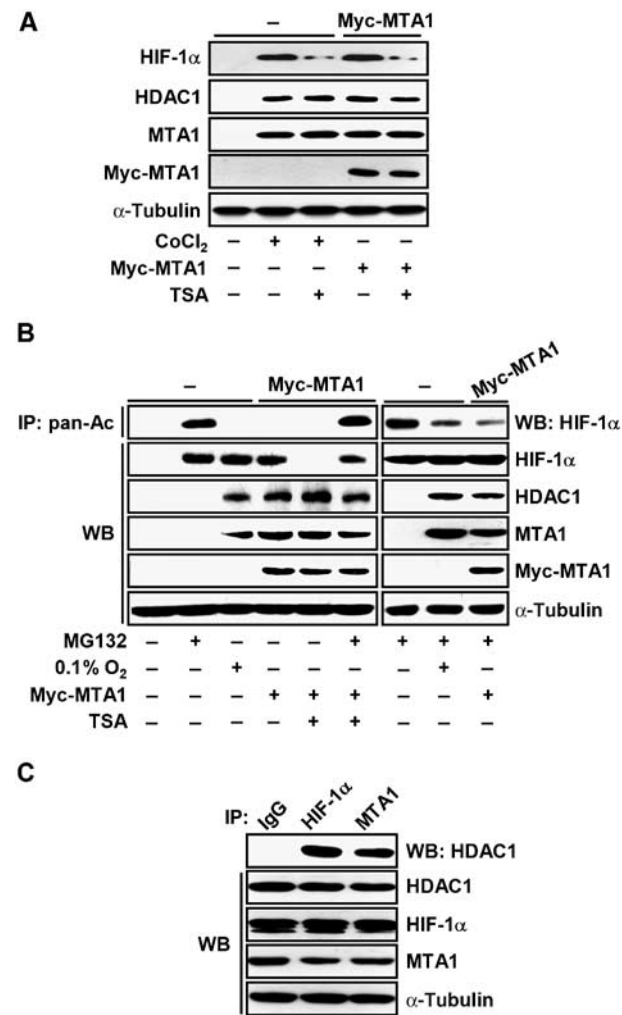 A
– Myc-MTA1
HIF-1α
HDAC1
MTA1
Myc-MTA1
α-Tubulin
CoCl₂ – + + – –
Myc-MTA1 – – – + +
TSA – – + – +
B
– Myc-MTA1 – Myc-MTA1
IP: pan-Ac WB: HIF-1α
WB
HIF-1α
HDAC1
MTA1
Myc-MTA1
α-Tubulin
MG132 – + – – – + + + +
0.1% O₂ – – + – – – – + –
Myc-MTA1 – – – + + + – – +
TSA – – – – + + – – –
C
IP: IgG HIF-1α MTA1
WB: HDAC1
WB
HDAC1
HIF-1α
MTA1
α-Tubulin